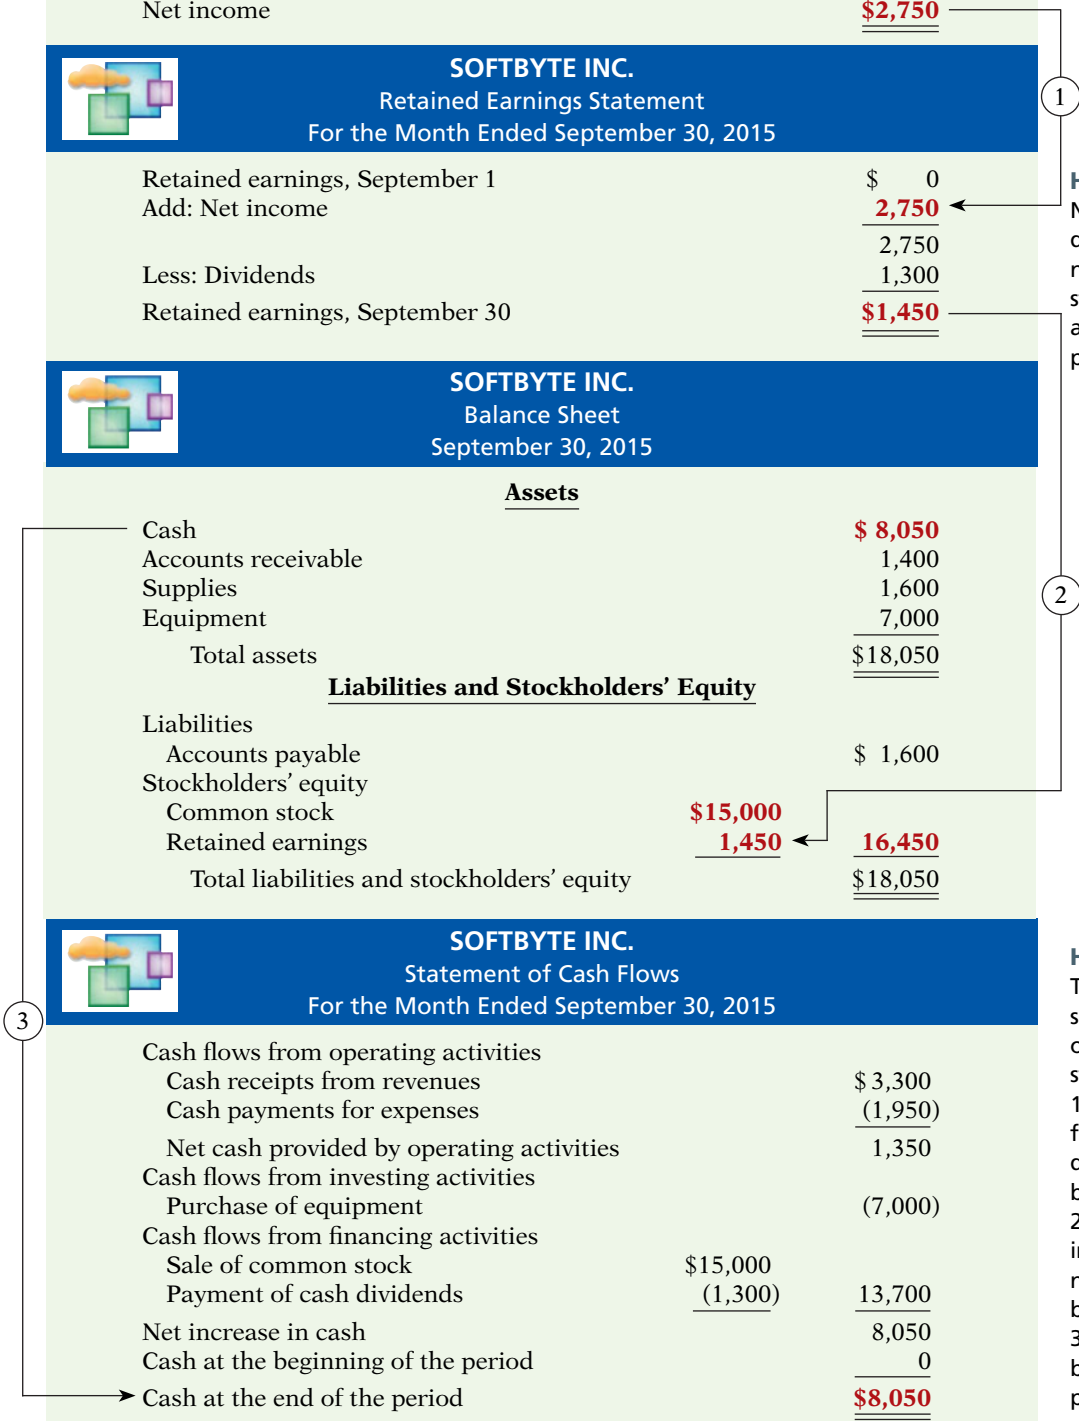 Net income $2,750
1
SOFTBYTE INC.
Retained Earnings Statement
For the Month Ended September 30, 2015
Retained earnings, September 1 $ 0
Add: Net income 2,750
2,750
Less: Dividends 1,300
Retained earnings, September 30 $1,450
SOFTBYTE INC.
Balance Sheet
September 30, 2015
Assets
Cash $ 8,050
Accounts receivable 1,400
Supplies 1,600
2
Equipment 7,000
Total assets $18,050
Liabilities and Stockholders' Equity
Liabilities
Accounts payable $ 1,600
Stockholders' equity
Common stock $15,000
Retained earnings 1,450 16,450
Total liabilities and stockholders' equity $18,050
SOFTBYTE INC.
Statement of Cash Flows
For the Month Ended September 30, 2015
3
Cash flows from operating activities
Cash receipts from revenues $ 3,300
Cash payments for expenses (1,950)
Net cash provided by operating activities 1,350
Cash flows from investing activities
Purchase of equipment (7,000)
Cash flows from financing activities
Sale of common stock $15,000
Payment of cash dividends (1,300) 13,700
Net increase in cash 8,050
Cash at the beginning of the period 0
Cash at the end of the period $8,050